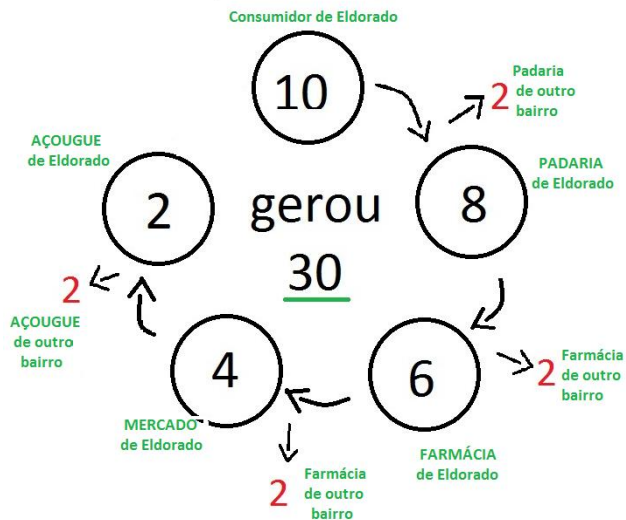 Consumidor de Eldorado
10
2
Padaria
de outro
bairro
AÇOUGUE
de Eldorado
2
gerou
30
8
PADARIA
de Eldorado
2
AÇOUGUE
de outro
bairro
4
MERCADO
de Eldorado
6
FARMÁCIA
de Eldorado
2
Farmácia
de outro
bairro
2
Farmácia
de outro
bairro